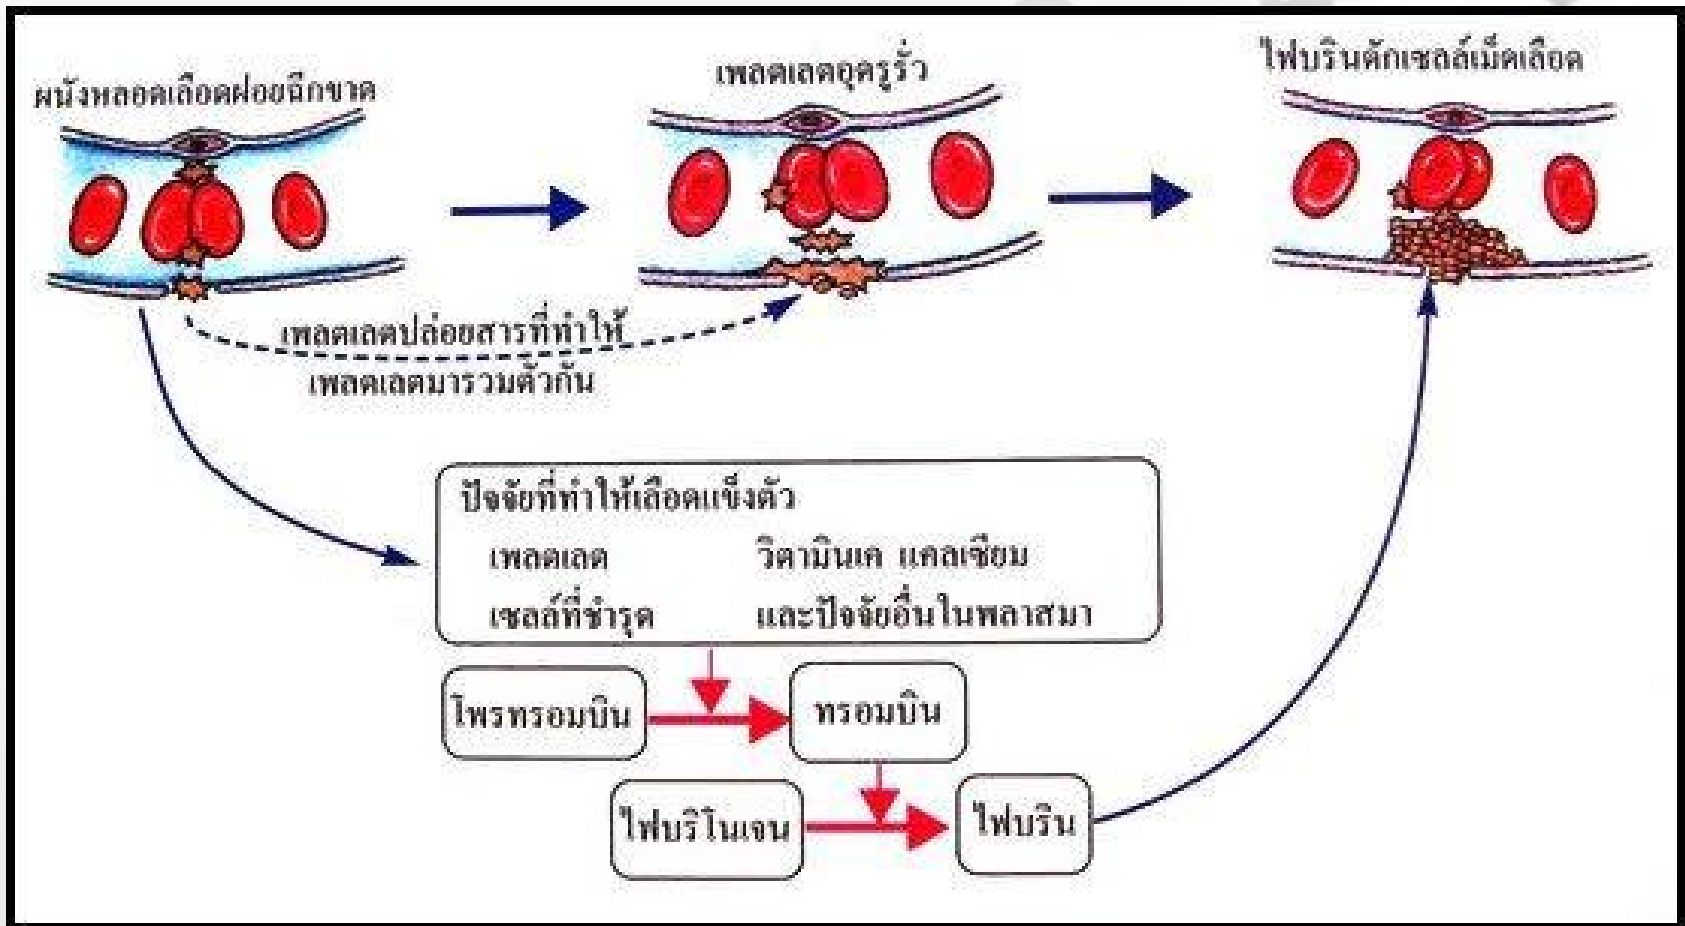 ผนังหลอดเลือดฝอยฉีกขาด
เพลตเลตอุดรูรั่ว
ไฟบรินดักเซลล์เม็ดเลือด
เพลตเลตปล่อยสารที่ทำให้
เพลตเลตมารวมตัวกัน
ปัจจัยที่ทำให้เลือดแข็งตัว
เพลตเลต วิตามินเค แคลเซียม
เซลล์ที่ชำรุด และปัจจัยอื่นในพลาสมา
โพรทรอมบิน
ทรอมบิน
ไฟบริโนเจน
ไฟบริน